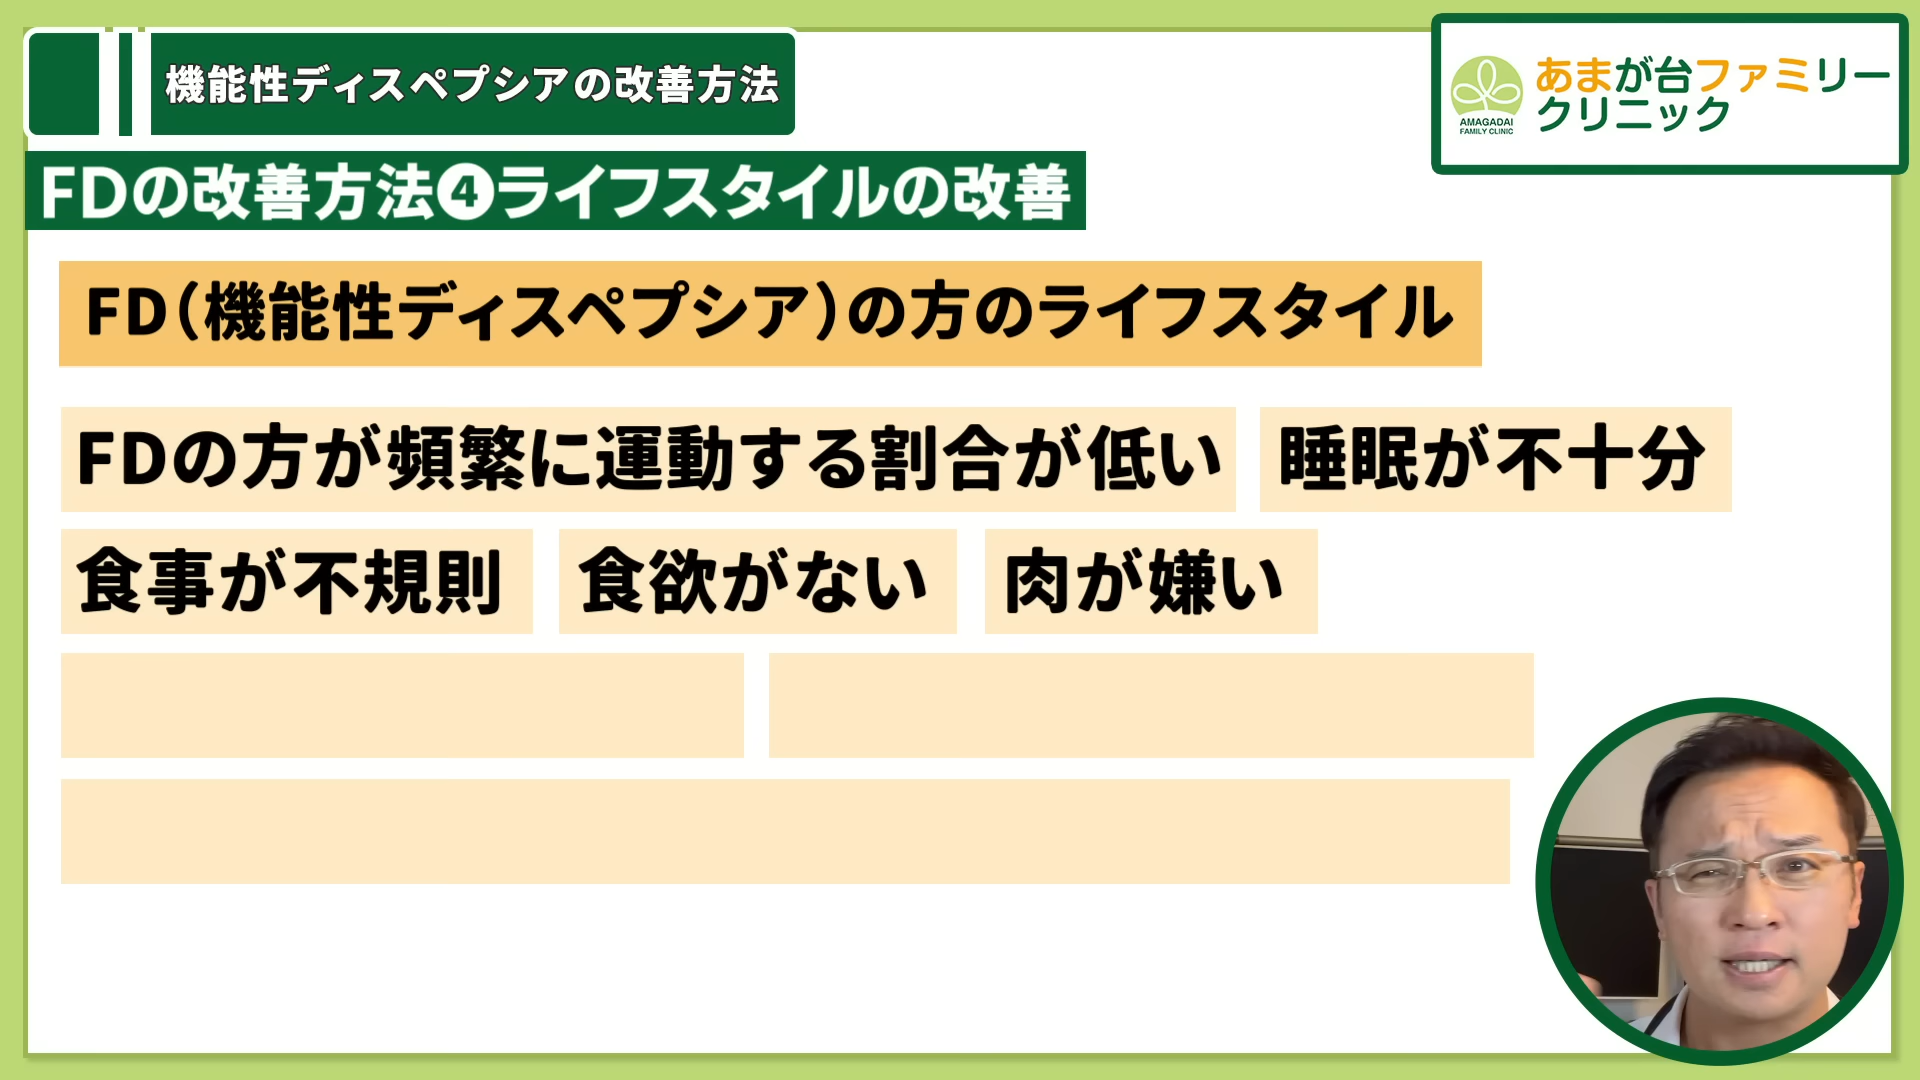 機能性ディスペプシアの改善方法
あまが台ファミリー
クリニック
AMAGADAI
FAMILY CLINIC
FDの改善方法❹ライフスタイルの改善
FD(機能性ディスペプシア)の方のライフスタイル
FDの方が頻繁に運動する割合が低い 睡眠が不十分
食事が不規則 食欲がない 肉が嫌い